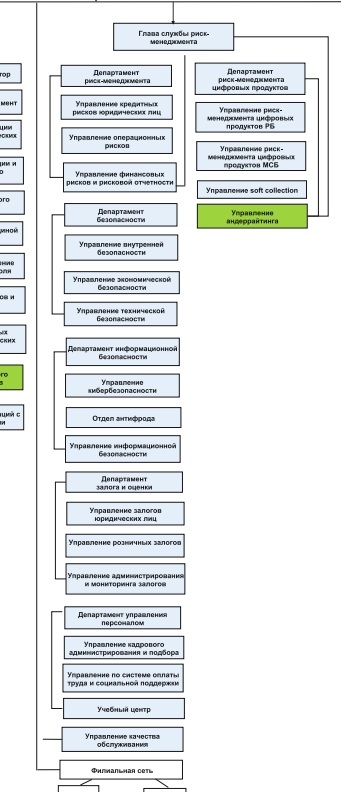 Глава службы риск-
менеджмента
Департамент
риск-менеджмента
Управление кредитных
рисков юридических лиц
Управление операционных
рисков
Управление финансовых
рисков и рисковой отчетности
Департамент
безопасности
Управление внутренней
безопасности
Управление экономической
безопасности
Управление технической
безопасности
Департамент информационной
безопасности
Управление
кибербезопасности
Отдел антифрода
Управление информационной
безопасности
Департамент
залога и оценки
Управление залогов
юридических лиц
Управление розничных залогов
Управление администрирования
и мониторинга залогов
Департамент управления
персоналом
Управление кадрового
администрирования и подбора
Управление по системе оплаты
труда и социальной поддержки
Учебный центр
Управление качества
обслуживания
Филиальная сеть
Департамент
риск-менеджмента
цифровых продуктов
Управление риск-
менеджмента цифровых
продуктов РБ
Управление риск-
менеджмента цифровых
продуктов МСБ
Управление soft collection
Управление
андеррайтинга